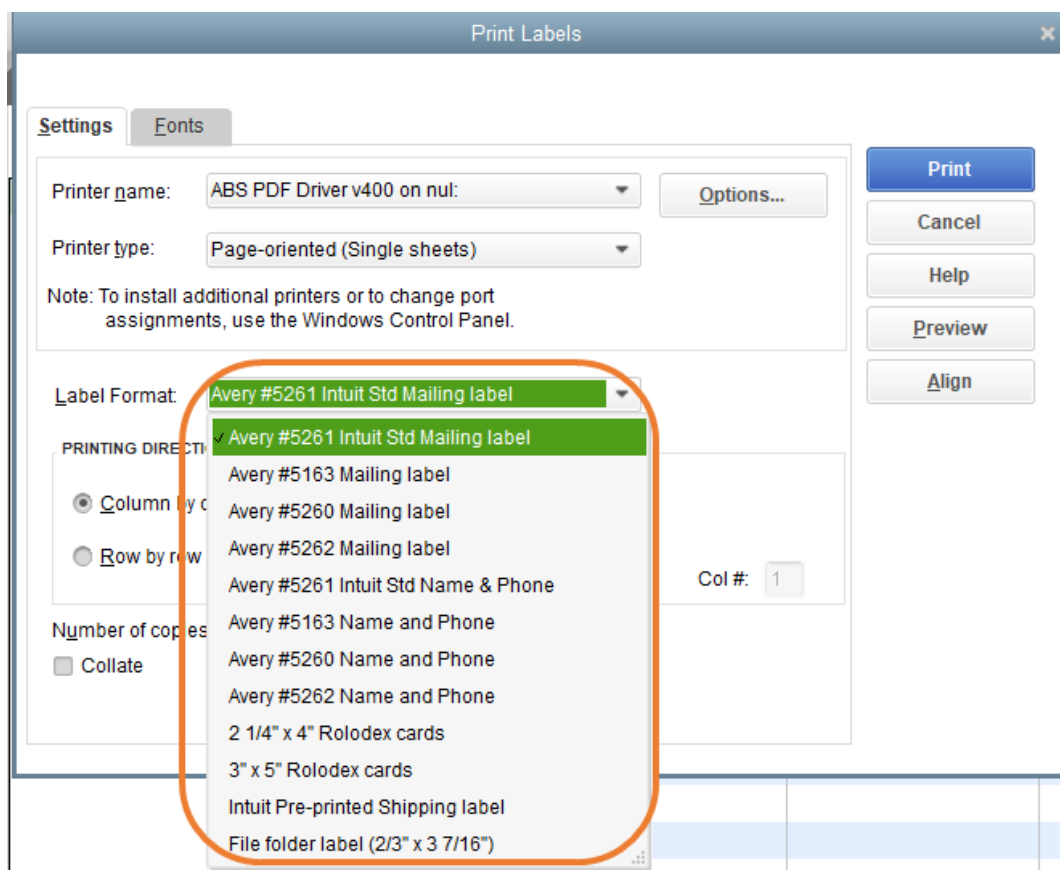 Print Labels
Settings
Fonts
Printer name:
ABS PDF Driver v400 on nul:
Options...
Printer type:
Page-oriented (Single sheets)
Note: To install additional printers or to change port
assignments, use the Windows Control Panel.
Print
Cancel
Help
Preview
Align
Label Format:
Avery #5261 Intuit Std Mailing label
✓ Avery #5261 Intuit Std Mailing label
Avery #5163 Mailing label
Avery #5260 Mailing label
Avery #5262 Mailing label
Avery #5261 Intuit Std Name & Phone
Avery #5163 Name and Phone
Avery #5260 Name and Phone
Avery #5262 Name and Phone
2 1/4" x 4" Rolodex cards
3" x 5" Rolodex cards
Intuit Pre-printed Shipping label
File folder label (2/3" x 3 7/16")
PRINTING DIRECTI
Column by c
Row by row
Col #: 1
Number of copies
Collate